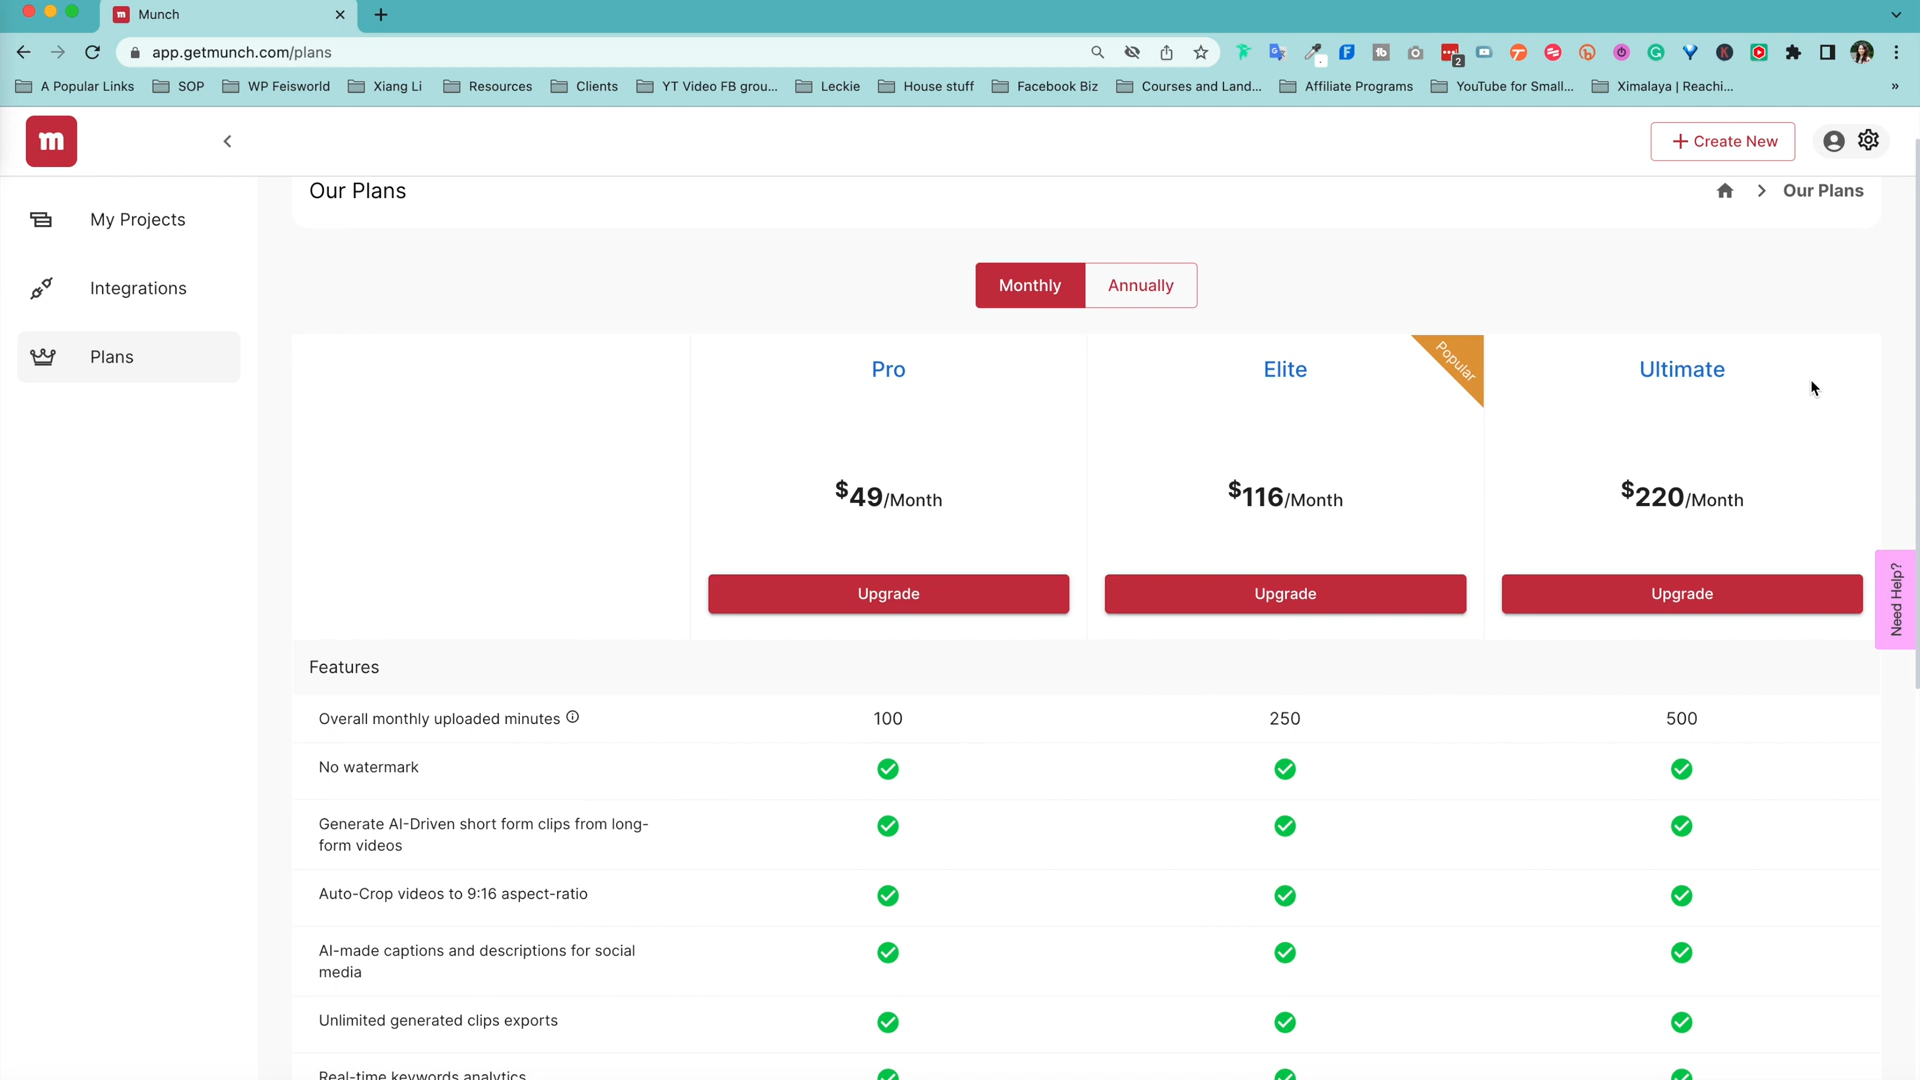 Munch
app.getmunch.com/plans
2
A Popular Links
SOP
WP Feisworld
Xiang Li
Resources
Clients
YT Video FB grou...
Leckie
House stuff
Facebook Biz
Courses and Land...
Affiliate Programs
YouTube for Small...
Ximalaya | Reachi...
»
m
+ Create New
My Projects
Integrations
Plans
Our Plans
Our Plans
Monthly
Annually
Pro
Elite
Popular
Ultimate
$49/Month
$116/Month
$220/Month
Upgrade
Upgrade
Upgrade
Need Help?
Features
Overall monthly uploaded minutes
100
250
500
No watermark
Generate AI-Driven short form clips from long-
form videos
Auto-Crop videos to 9:16 aspect-ratio
AI-made captions and descriptions for social
media
Unlimited generated clips exports
Real-time keywords analytics